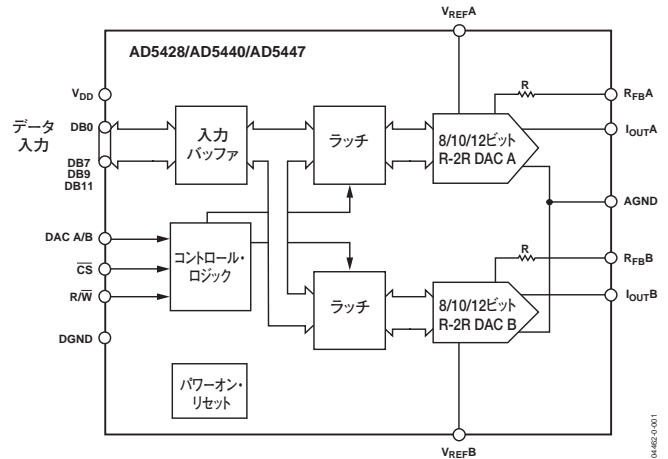 VREFA
AD5428/AD5440/AD5447
VDD
データ
入力
DB0
DB7
DB9
DB11
入力
バッファ
ラッチ
8/10/12ビット
R-2R DAC A
R
RFBA
IOUTA
AGND
DAC A/B
CS
R/W
コントロール・
ロジック
DGND
ラッチ
8/10/12ビット
R-2R DAC B
R
RFBB
IOUTB
パワーオン・
リセット
VREFB
04462-0-001